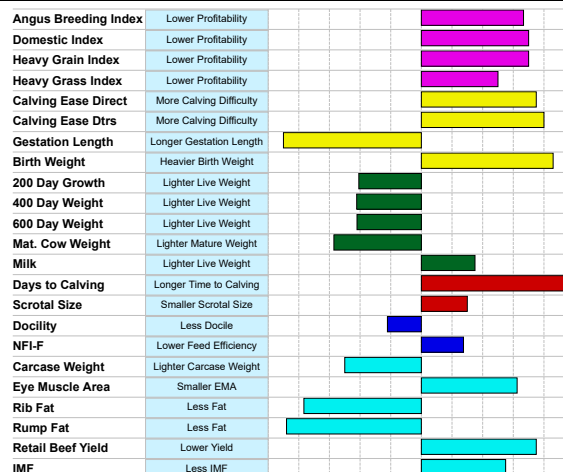 Angus Breeding Index Lower Profitability
Domestic Index Lower Profitability
Heavy Grain Index Lower Profitability
Heavy Grass Index Lower Profitability
Calving Ease Direct More Calving Difficulty
Calving Ease Dtrs More Calving Difficulty
Gestation Length Longer Gestation Length
Birth Weight Heavier Birth Weight
200 Day Growth Lighter Live Weight
400 Day Weight Lighter Live Weight
600 Day Weight Lighter Live Weight
Mat. Cow Weight Lighter Mature Weight
Milk Lighter Live Weight
Days to Calving Longer Time to Calving
Scrotal Size Smaller Scrotal Size
Docility Less Docile
NFI-F Lower Feed Efficiency
Carcase Weight Lighter Carcase Weight
Eye Muscle Area Smaller EMA
Rib Fat Less Fat
Rump Fat Less Fat
Retail Beef Yield Lower Yield
IMF Less IMF